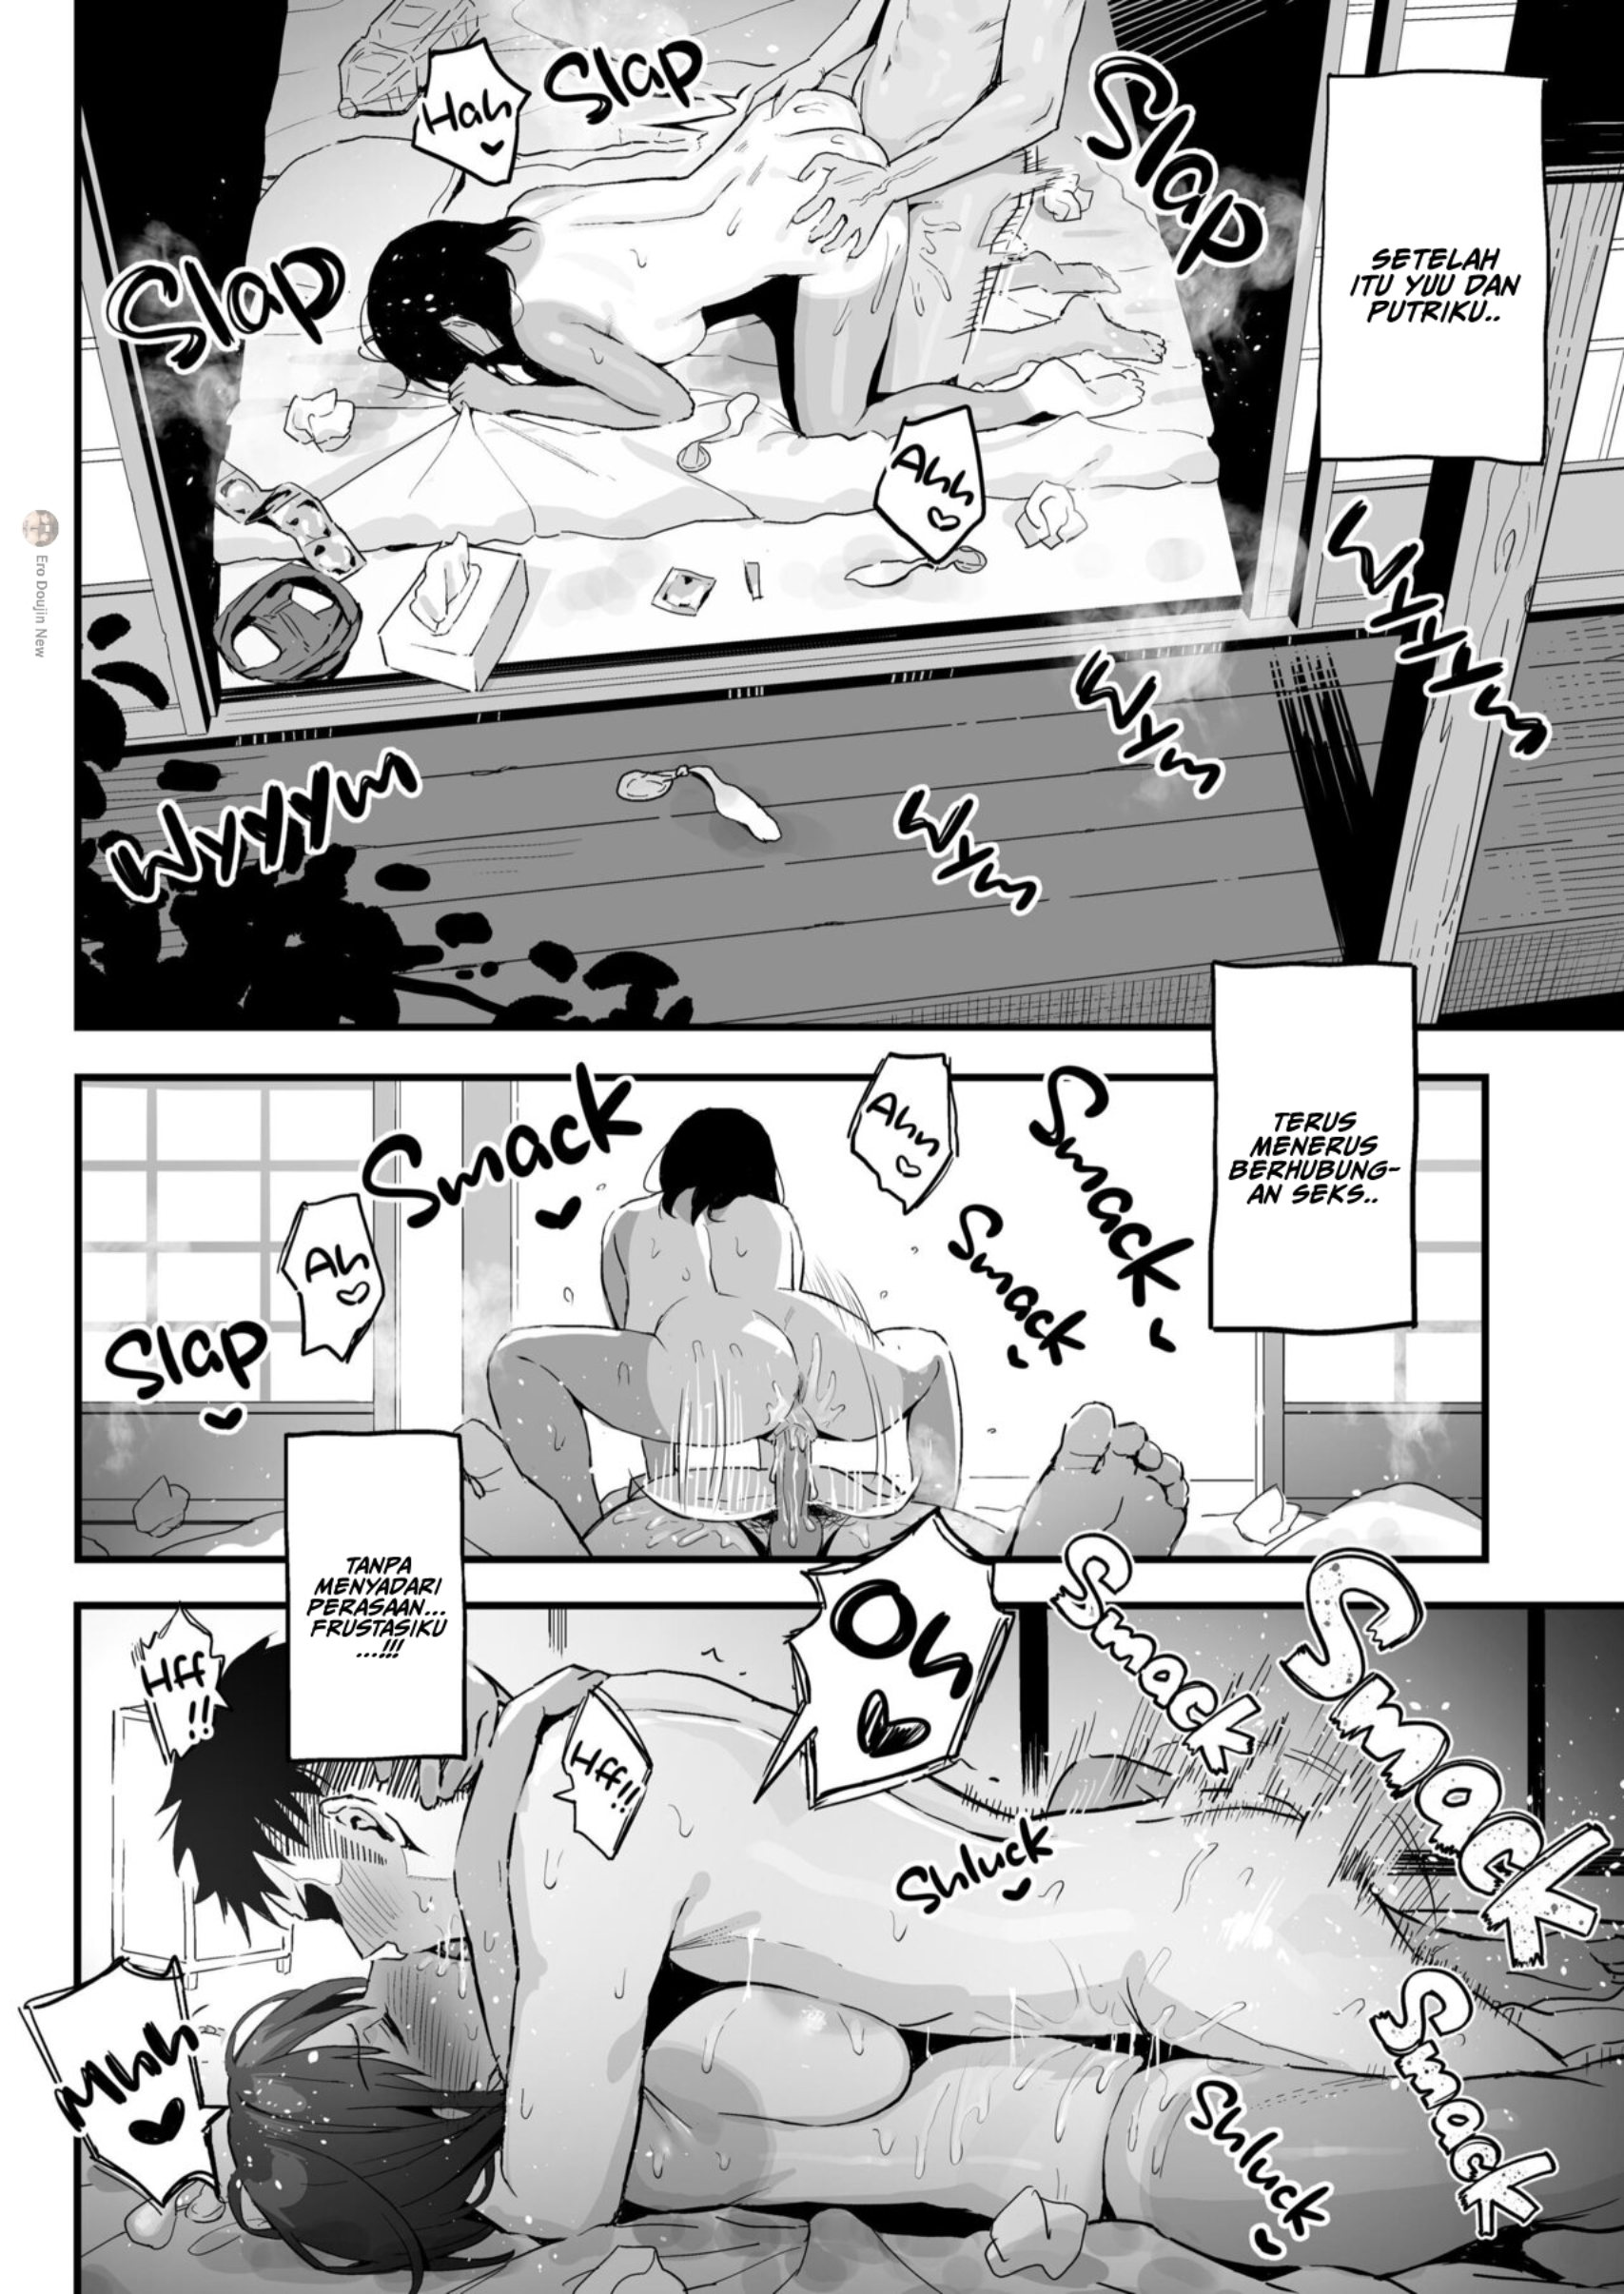 Slap
Hah
Slap
Slap
SETELAH
ITU YUU DAN
PUTRIKU..
Ahh
Wyyym
Wym
Wym
Wyyym
Ero Doujin New
Smack
Ahn
Smack
Smack
Ah
Slap
TERUS
MENERUS
BERHUBUNG-
AN SEKS..
TANPA
MENYADARI
PERASAAN...
FRUSTASIKU
...!!!
Smack
Smack
Oh
Hff!!
Hff!!
Shluck
Smack
Mhh
Shluck